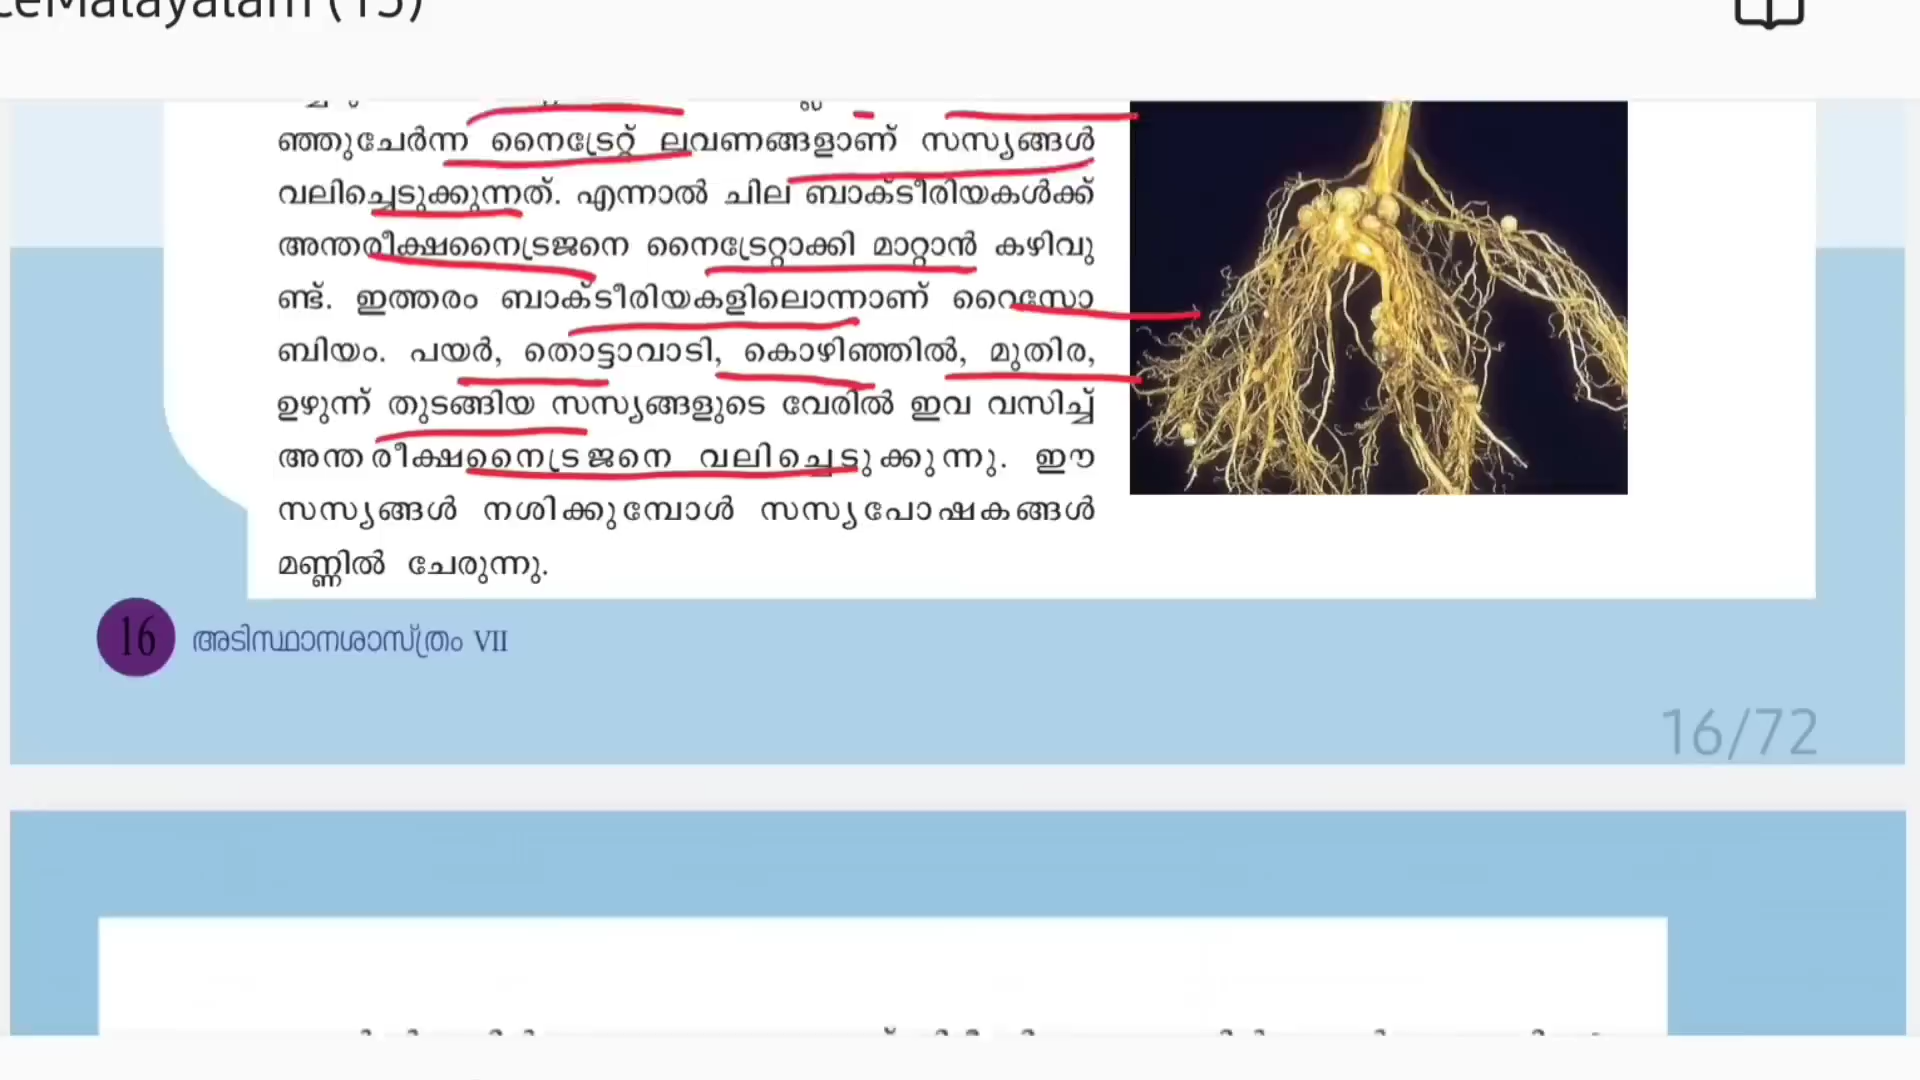 ceMalayalam (15)
ഞ്ഞുചേർന്ന നൈട്രേറ്റ് ലവണങ്ങളാണ് സസ്യങ്ങൾ
വലിച്ചെടുക്കുന്നത്. എന്നാൽ ചില ബാക്ടീരിയകൾക്ക്
അന്തരീക്ഷനൈട്രജനെ നൈട്രേറ്റാക്കി മാറ്റാൻ കഴിവു
ണ്ട്. ഇത്തരം ബാക്ടീരിയകളിലൊന്നാണ് റൈസോ
ബിയം. പയർ, തൊട്ടാവാടി, കൊഴിഞ്ഞിൽ, മുതിര,
ഉഴുന്ന് തുടങ്ങിയ സസ്യങ്ങളുടെ വേരിൽ ഇവ വസിച്ച്
അന്തരീക്ഷനൈട്രജനെ വലിച്ചെടുക്കുന്നു. ഈ
സസ്യങ്ങൾ നശിക്കുമ്പോൾ സസ്യപോഷകങ്ങൾ
മണ്ണിൽ ചേരുന്നു.
16 അടിസ്ഥാനശാസ്ത്രം VII
16/72